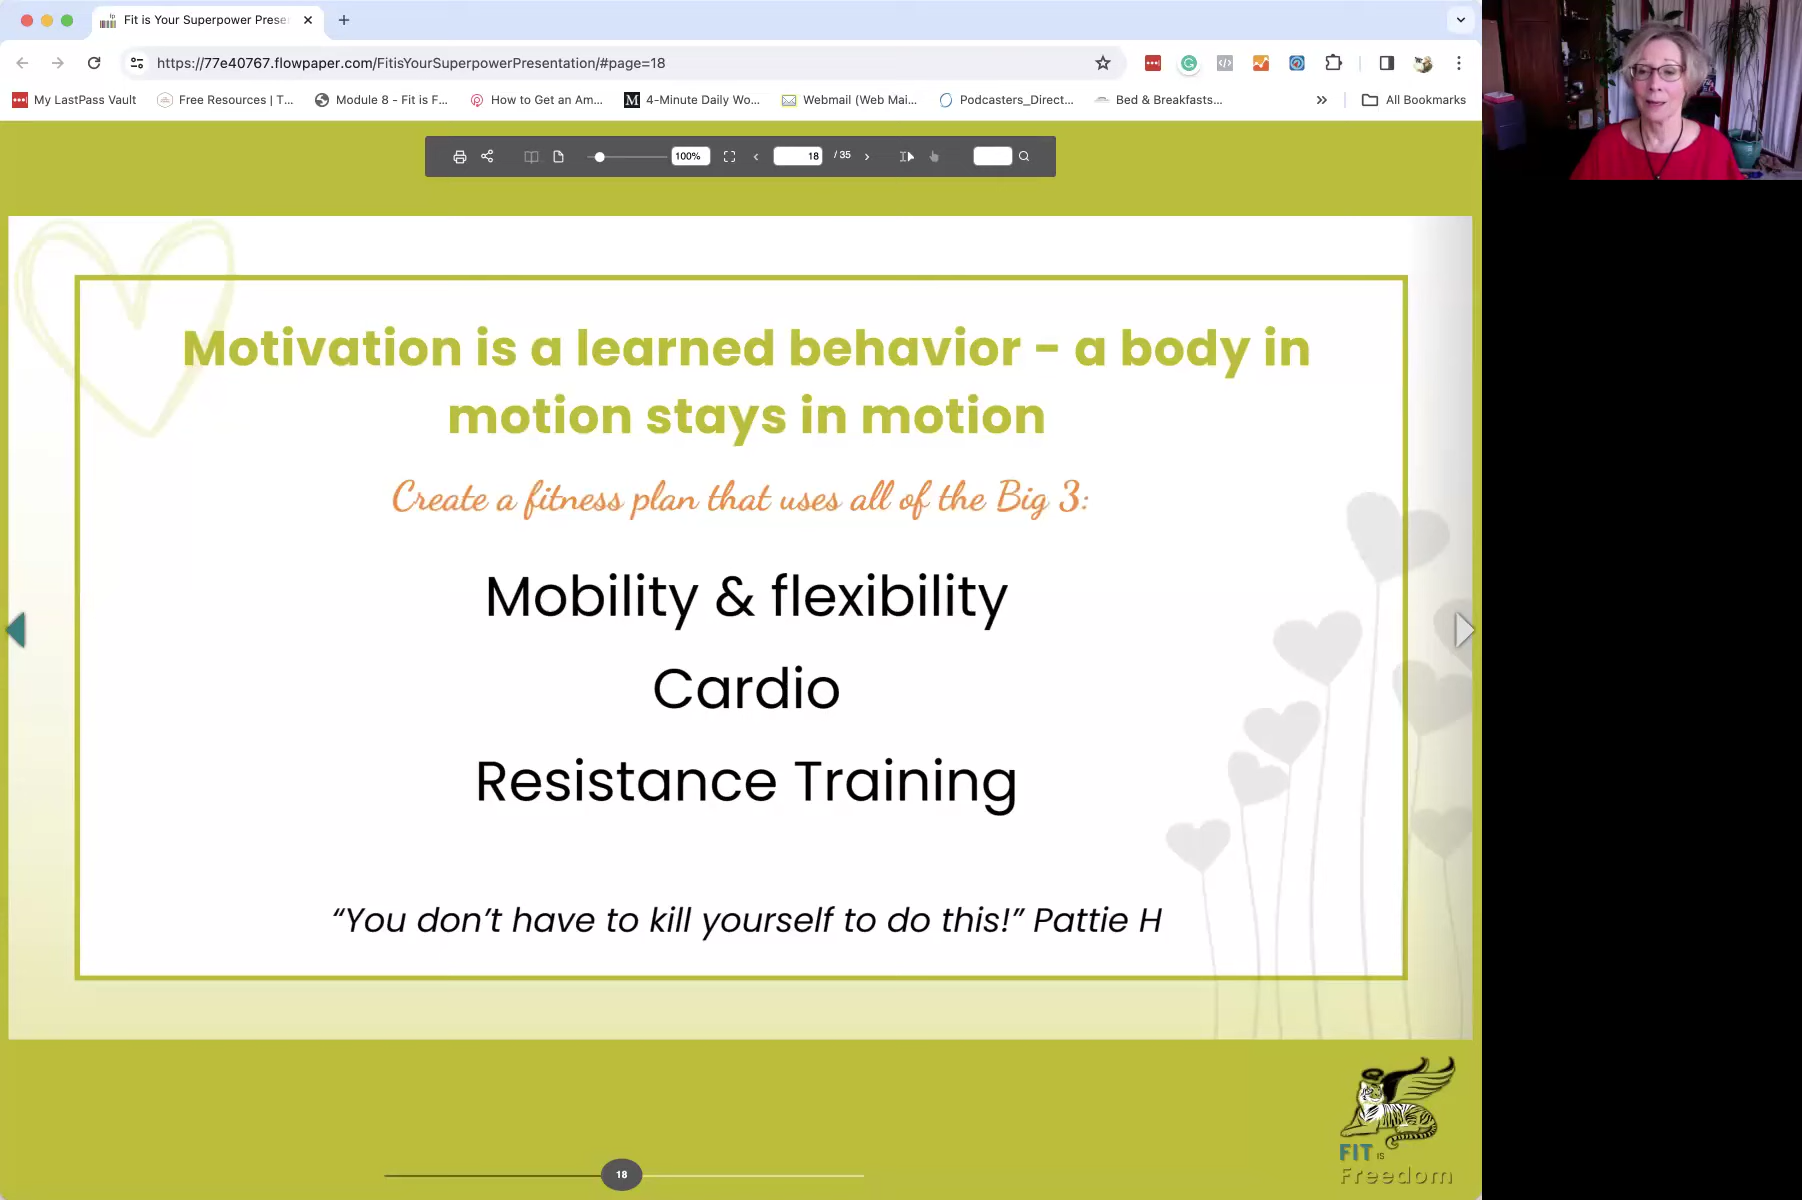 Fit is Your Superpower Prese
https://77e40767.flowpaper.com/FitisYourSuperpowerPresentation/#page=18
My LastPass Vault
Free Resources | T...
Module 8 - Fit is F...
How to Get an Am...
4-Minute Daily Wo...
Webmail (Web Mai...
Podcasters_Direct...
Bed & Breakfasts...
All Bookmarks
100%
18
/ 35
Motivation is a learned behavior - a body in
motion stays in motion
Create a fitness plan that uses all of the Big 3:
Mobility & flexibility
Cardio
Resistance Training
“You don’t have to kill yourself to do this!” Pattie H
FIT IS
Freedom
18